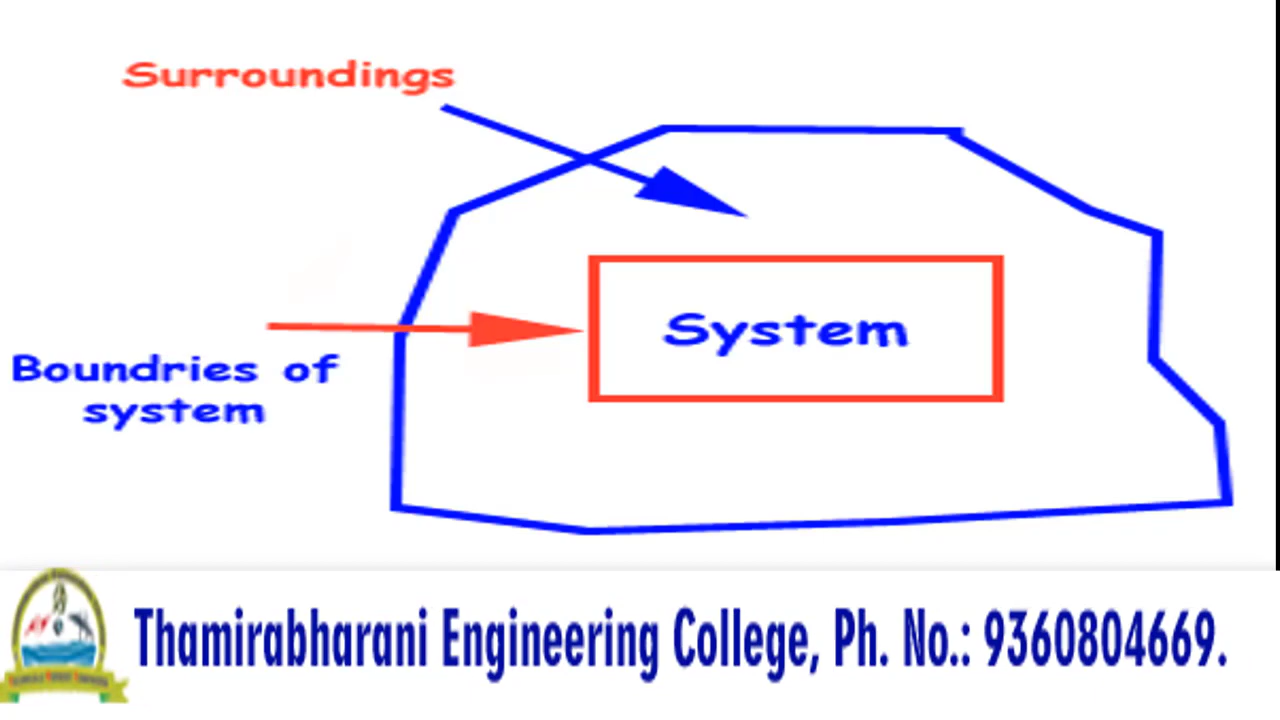 Surroundings
System
Boundries of
system
Thamirabharani Engineering College, Ph. No.: 9360804669.